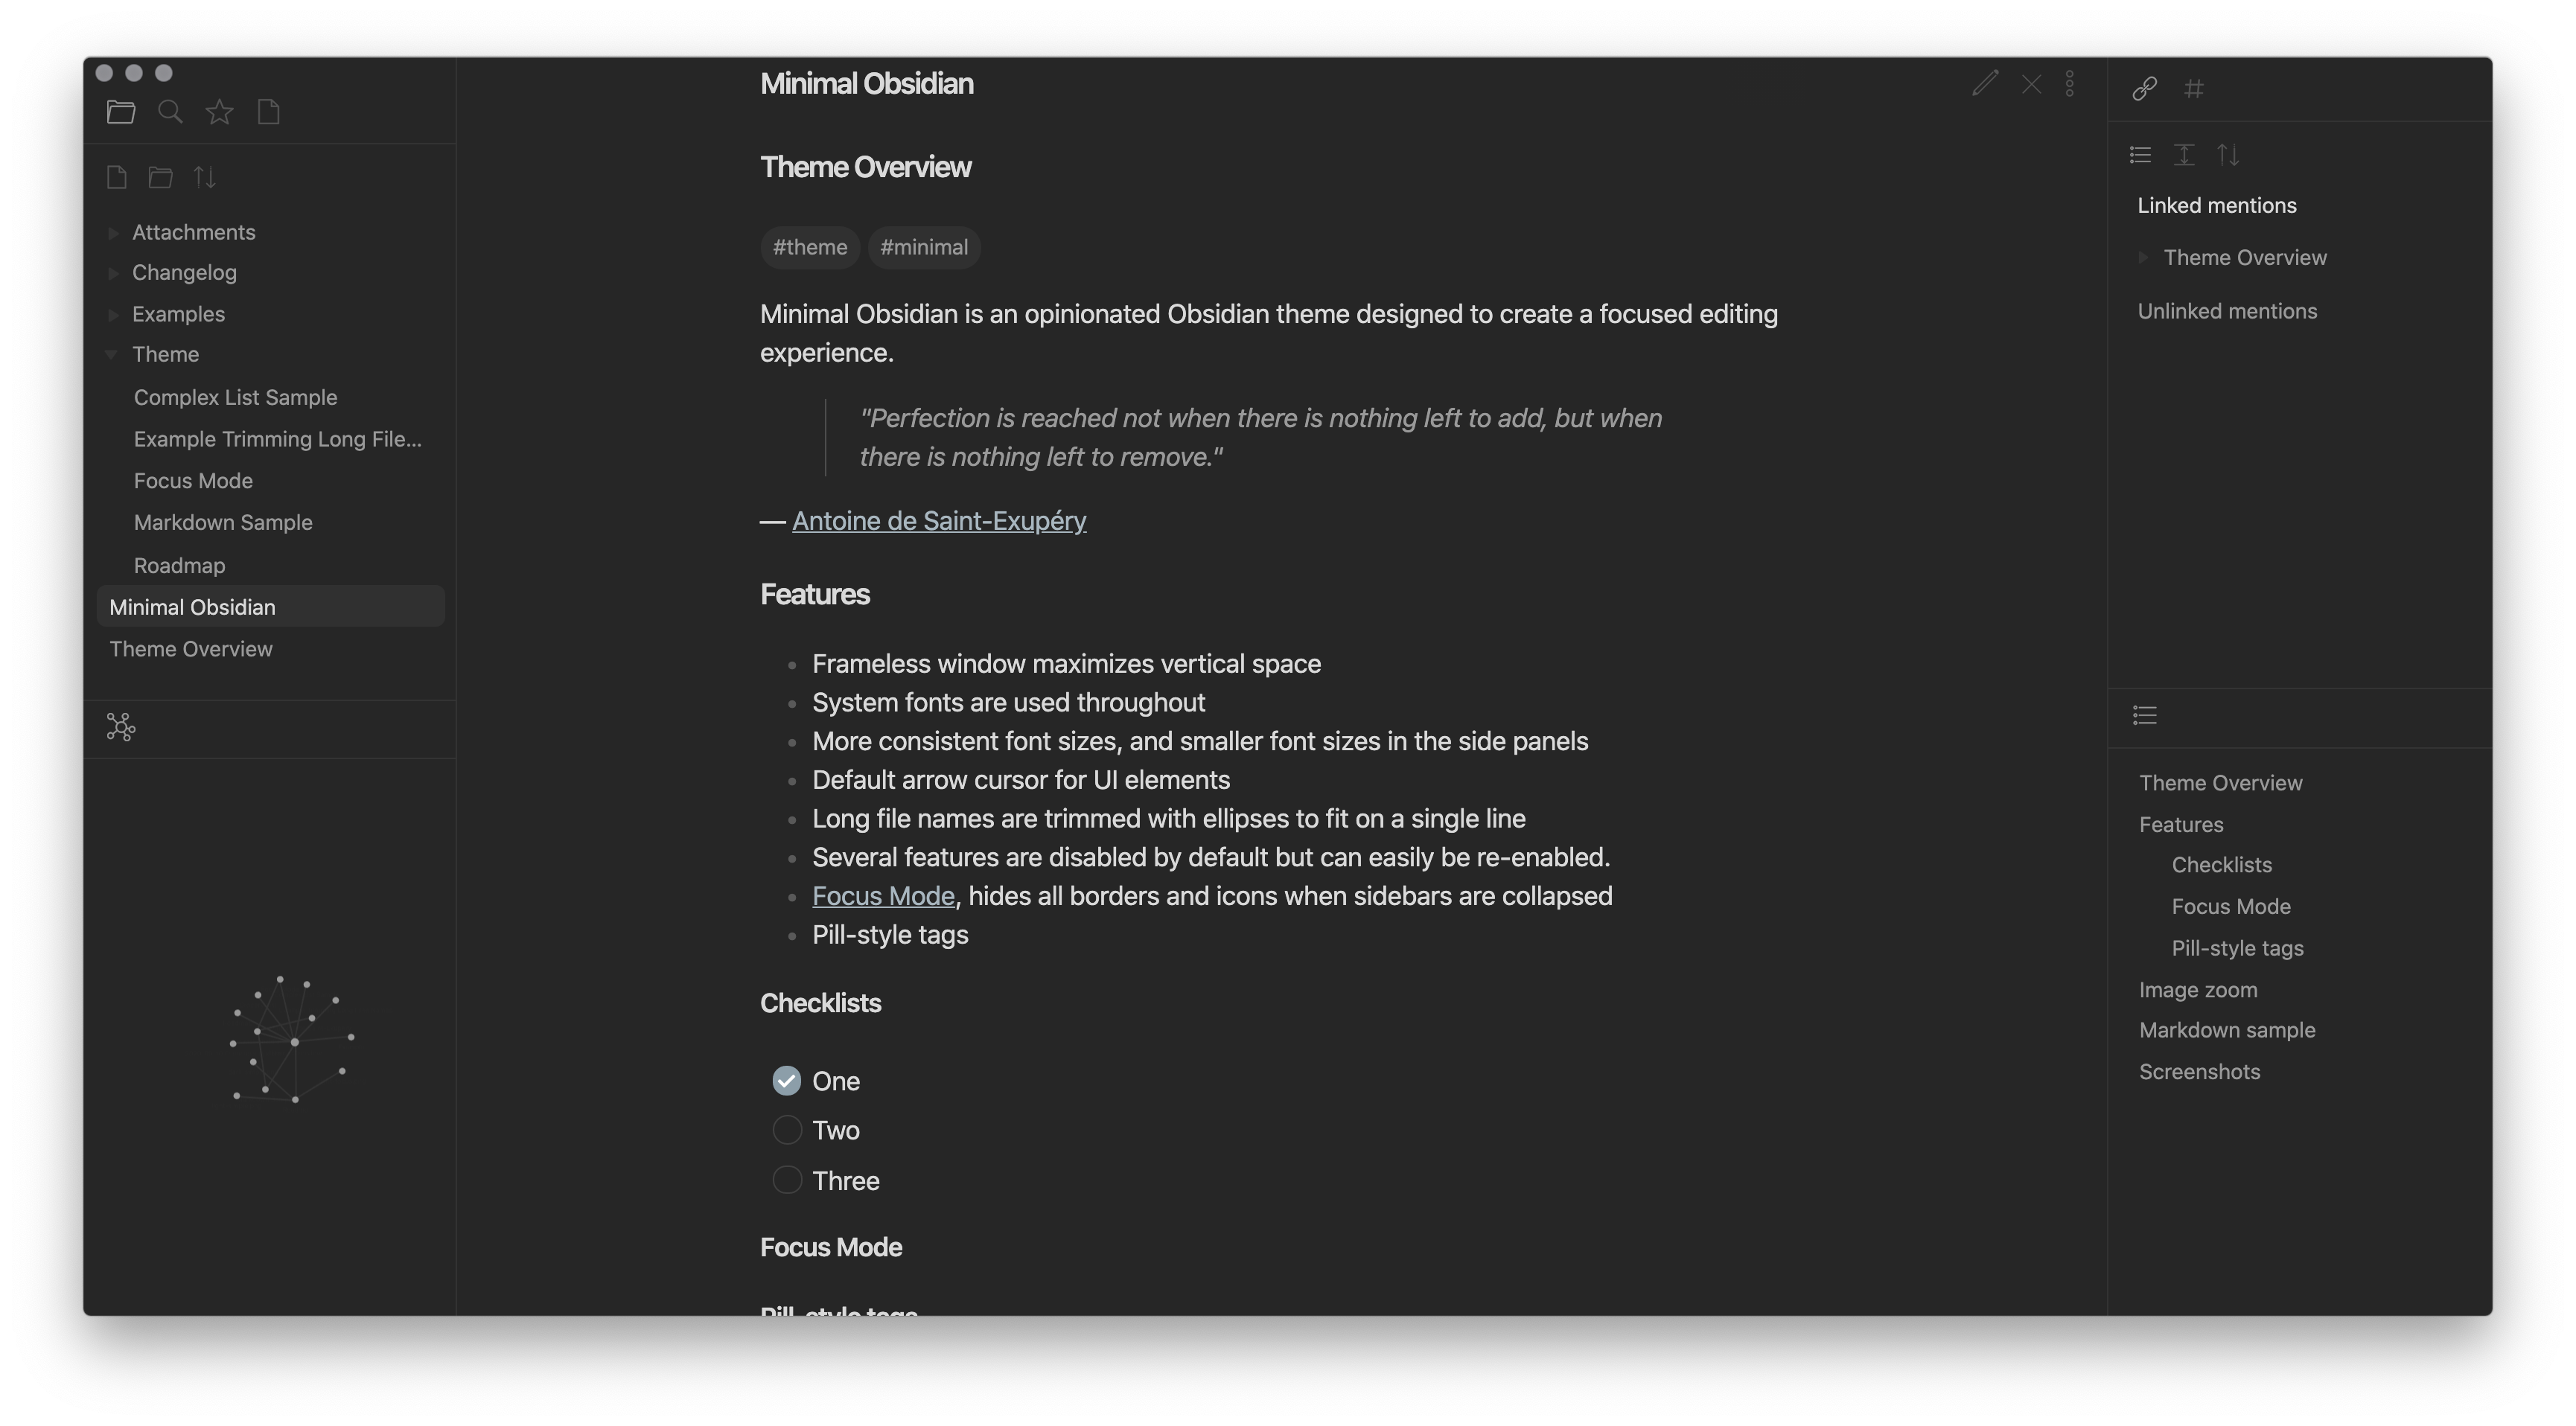 Attachments
Changelog
Examples
Theme
Complex List Sample
Example Trimming Long File...
Focus Mode
Markdown Sample
Roadmap
Minimal Obsidian
Theme Overview
Minimal Obsidian
Theme Overview
#theme #minimal
Minimal Obsidian is an opinionated Obsidian theme designed to create a focused editing
experience.
"Perfection is reached not when there is nothing left to add, but when
there is nothing left to remove."
— Antoine de Saint-Exupéry
Features
Frameless window maximizes vertical space
System fonts are used throughout
More consistent font sizes, and smaller font sizes in the side panels
Default arrow cursor for UI elements
Long file names are trimmed with ellipses to fit on a single line
Several features are disabled by default but can easily be re-enabled.
Focus Mode, hides all borders and icons when sidebars are collapsed
Pill-style tags
Checklists
One
Two
Three
Focus Mode
Pill-style tags
Linked mentions
Theme Overview
Unlinked mentions
Theme Overview
Features
Checklists
Focus Mode
Pill-style tags
Image zoom
Markdown sample
Screenshots